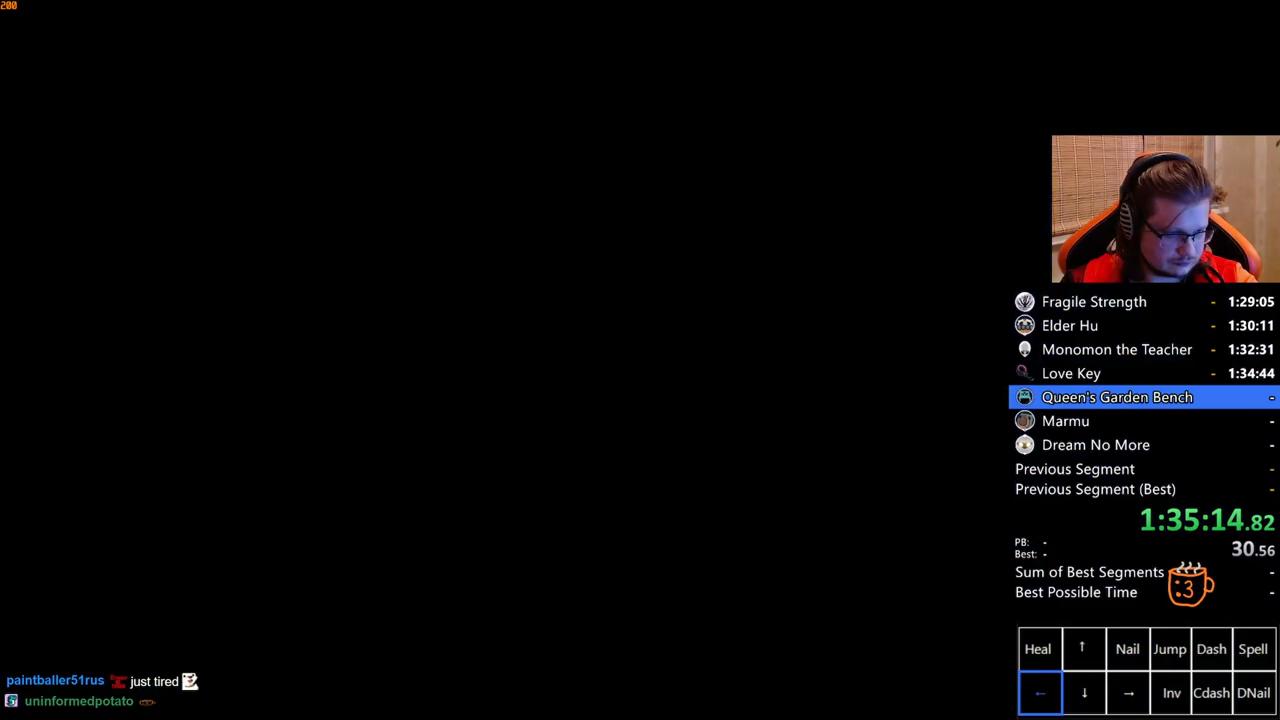 200
Fragile Strength - 1:29:05
Elder Hu - 1:30:11
Monomon the Teacher - 1:32:31
Love Key - 1:34:44
Queen's Garden Bench -
Marmu -
Dream No More -
Previous Segment -
Previous Segment (Best) -
1:35:14.82
PB: -
Best: -
30.56
Sum of Best Segments -
Best Possible Time -
:3
Heal ↑ Nail Jump Dash Spell
← ↓ → Inv Cdash DNail
paintballer51rus just tired
uninformedpotato